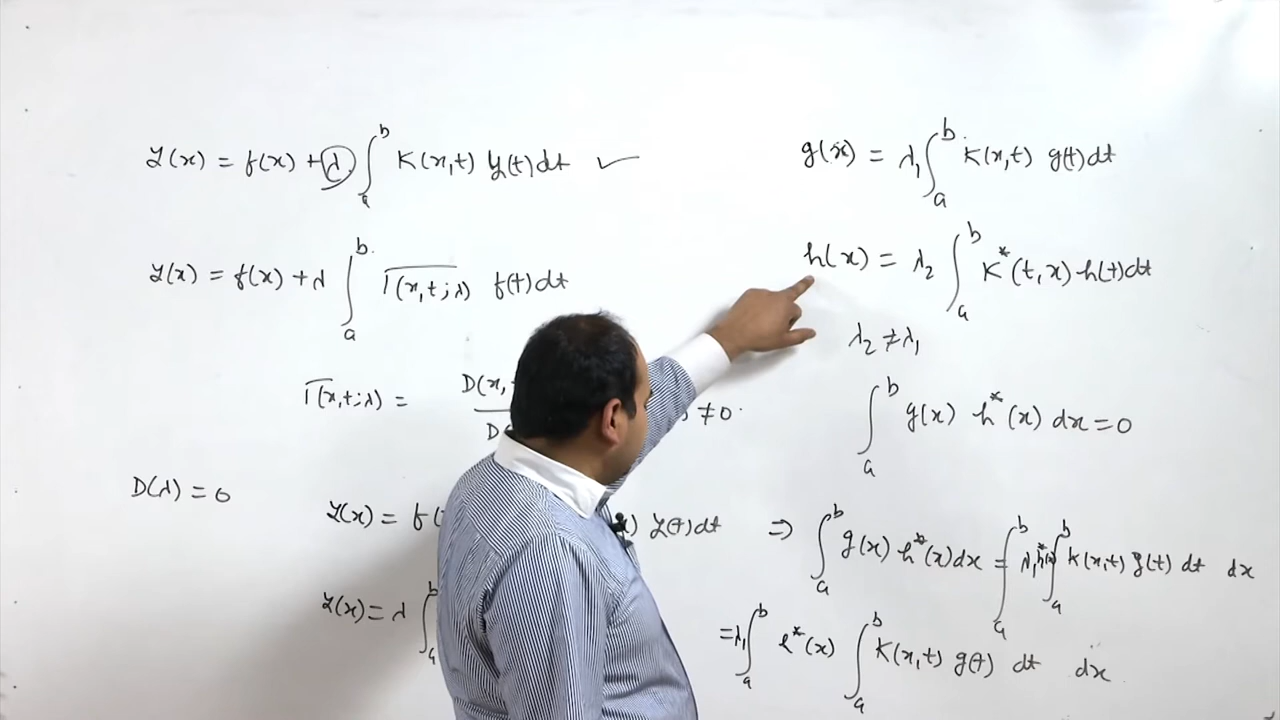 y(x) = f(x) + λ ∫_a^b K(x,t) y(t) dt ✓
y(x) = f(x) + λ ∫_a^b Γ(x,t;λ) f(t) dt
Γ(x,t;λ) = D(x, D( ≠ 0.
D(λ) = 0
y(x) = f( ) y(t) dt
y(x) = λ ∫
g(x) = λ₁ ∫_a^b K(x,t) g(t) dt
h(x) = λ₂ ∫_a^b K*(t,x) h(t) dt
λ₂ ≠ λ₁
∫_a^b g(x) h*(x) dx = 0
⇒ ∫_a^b g(x) h*(x) dx = ∫_a^b λ₁ h*(x) ∫_a^b K(x,t) g(t) dt dx
= λ₁ ∫_a^b h*(x) ∫_a^b K(x,t) g(t) dt dx